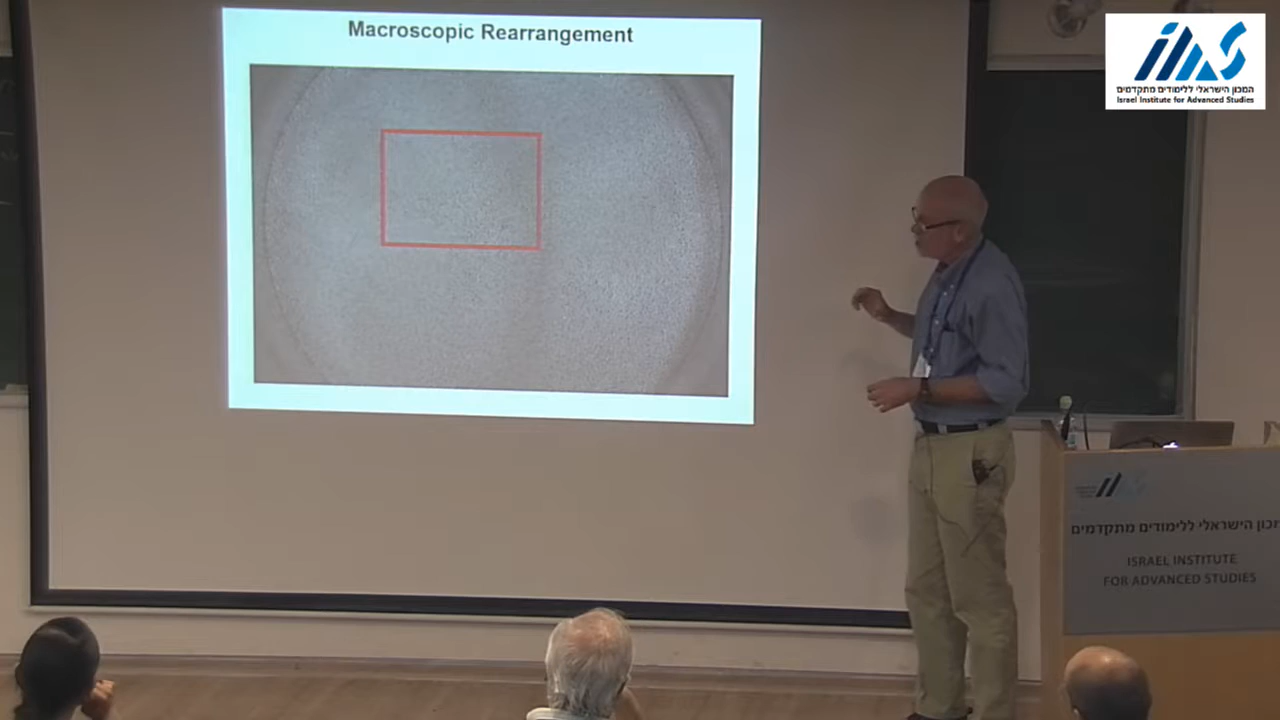 Macroscopic Rearrangement
המכון הישראלי ללימודים מתקדמים
Israel Institute for Advanced Studies
הישראלי ללימודים מתקדמים
ISRAEL INSTITUTE
FOR ADVANCED STUDIES